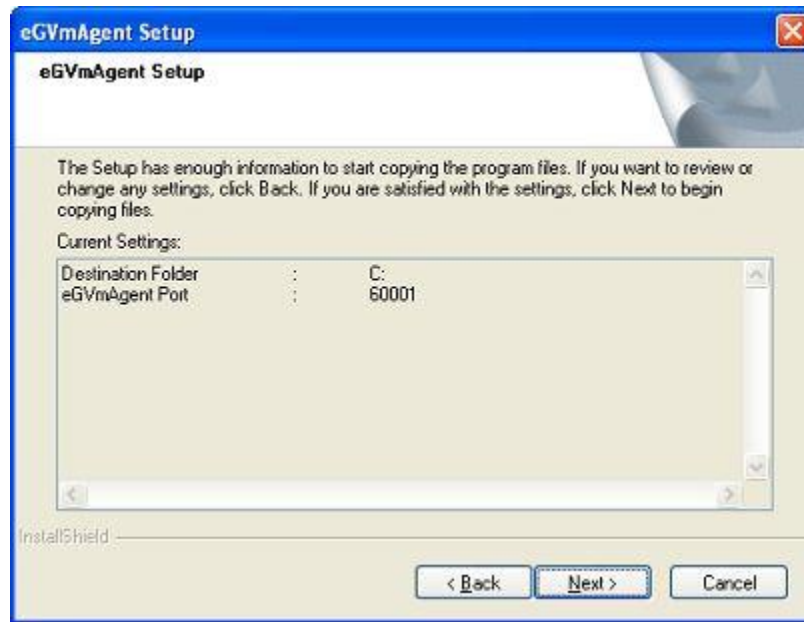 eGVmAgent Setup
eGVmAgent Setup
The Setup has enough information to start copying the program files. If you want to review or
change any settings, click Back. If you are satisfied with the settings, click Next to begin
copying files.
Current Settings:
Destination Folder : C:
eGVmAgent Port : 60001
InstallShield
< Back Next > Cancel